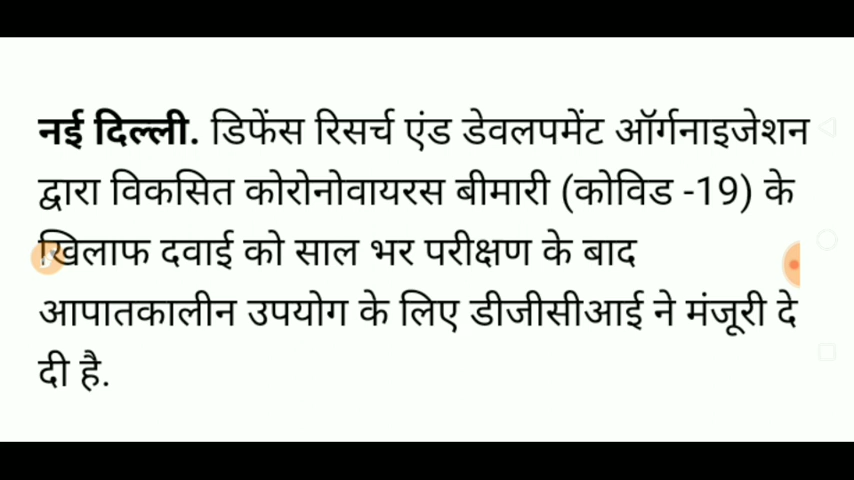 नई दिल्ली. डिफेंस रिसर्च एंड डेवलपमेंट ऑर्गनाइजेशन
द्वारा विकसित कोरोनोवायरस बीमारी (कोविड -19) के
खिलाफ दवाई को साल भर परीक्षण के बाद
आपातकालीन उपयोग के लिए डीजीसीआई ने मंजूरी दे
दी है.